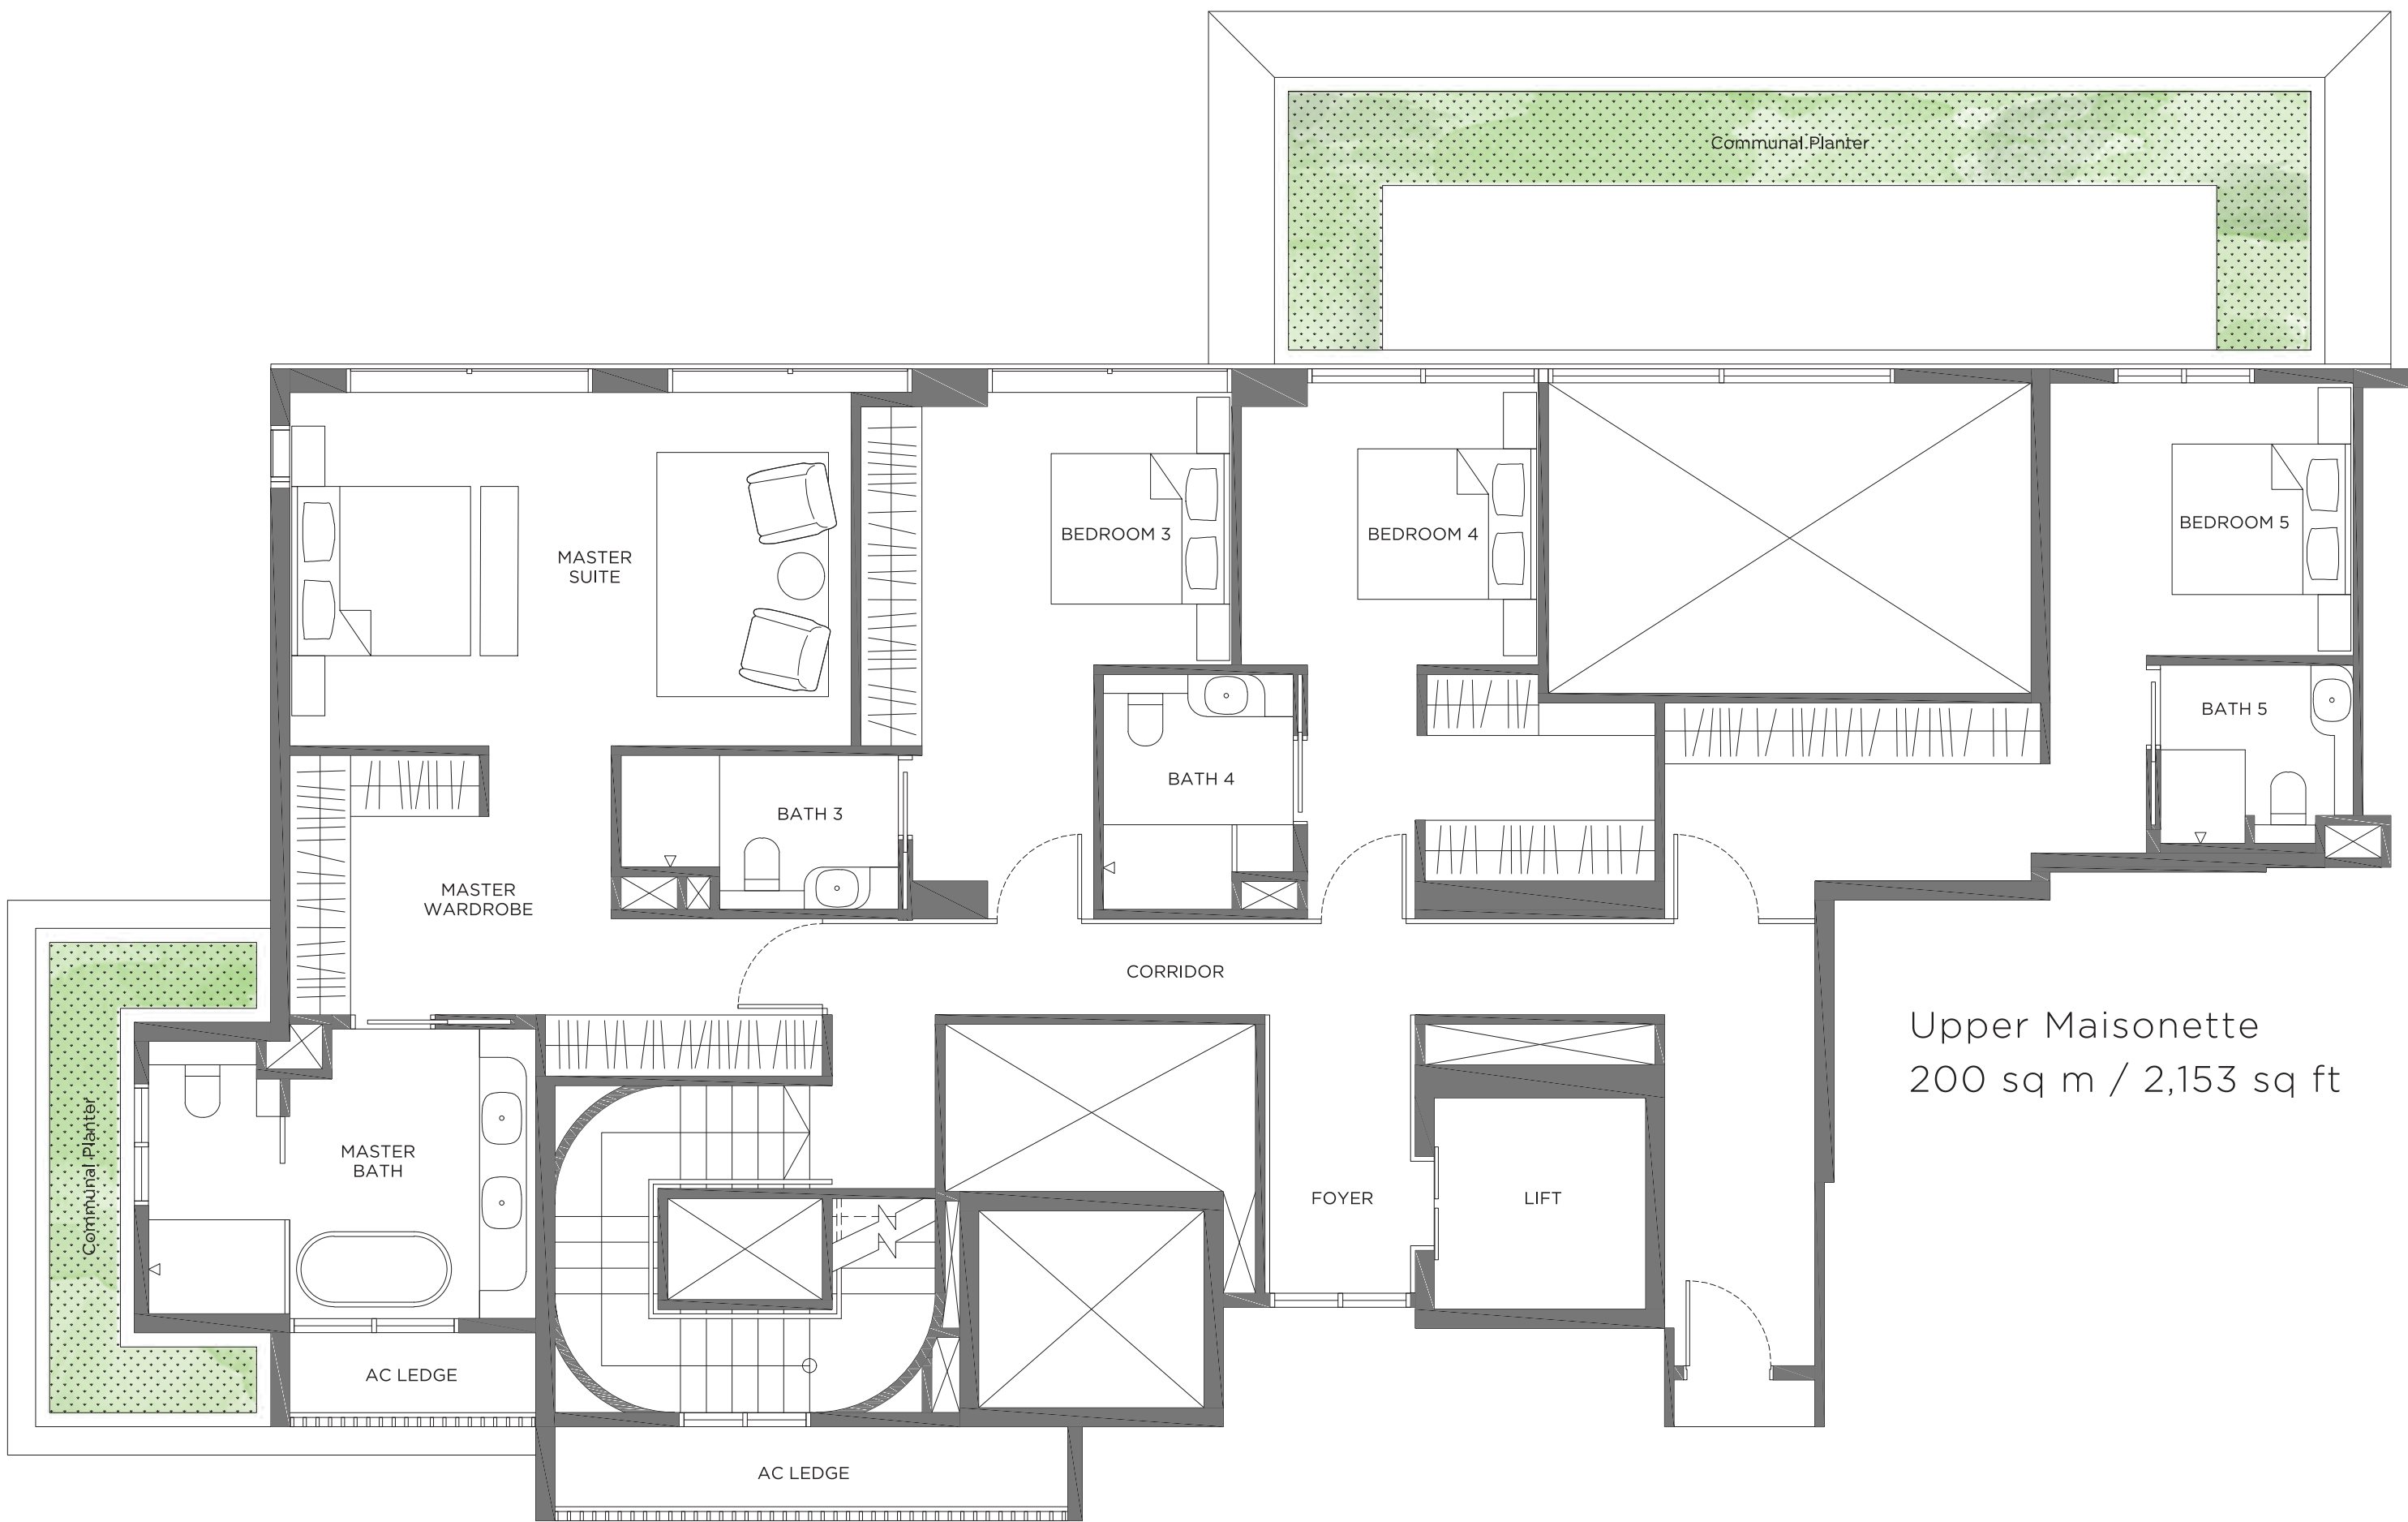 Communal Planter
BEDROOM 5
BEDROOM 3
BEDROOM 4
MASTER
SUITE
BATH 5
BATH 4
BATH 3
MASTER
WARDROBE
CORRIDOR
Upper Maisonette
200 sq m / 2,153 sq ft
Communal Planter
MASTER
BATH
FOYER
LIFT
AC LEDGE
AC LEDGE